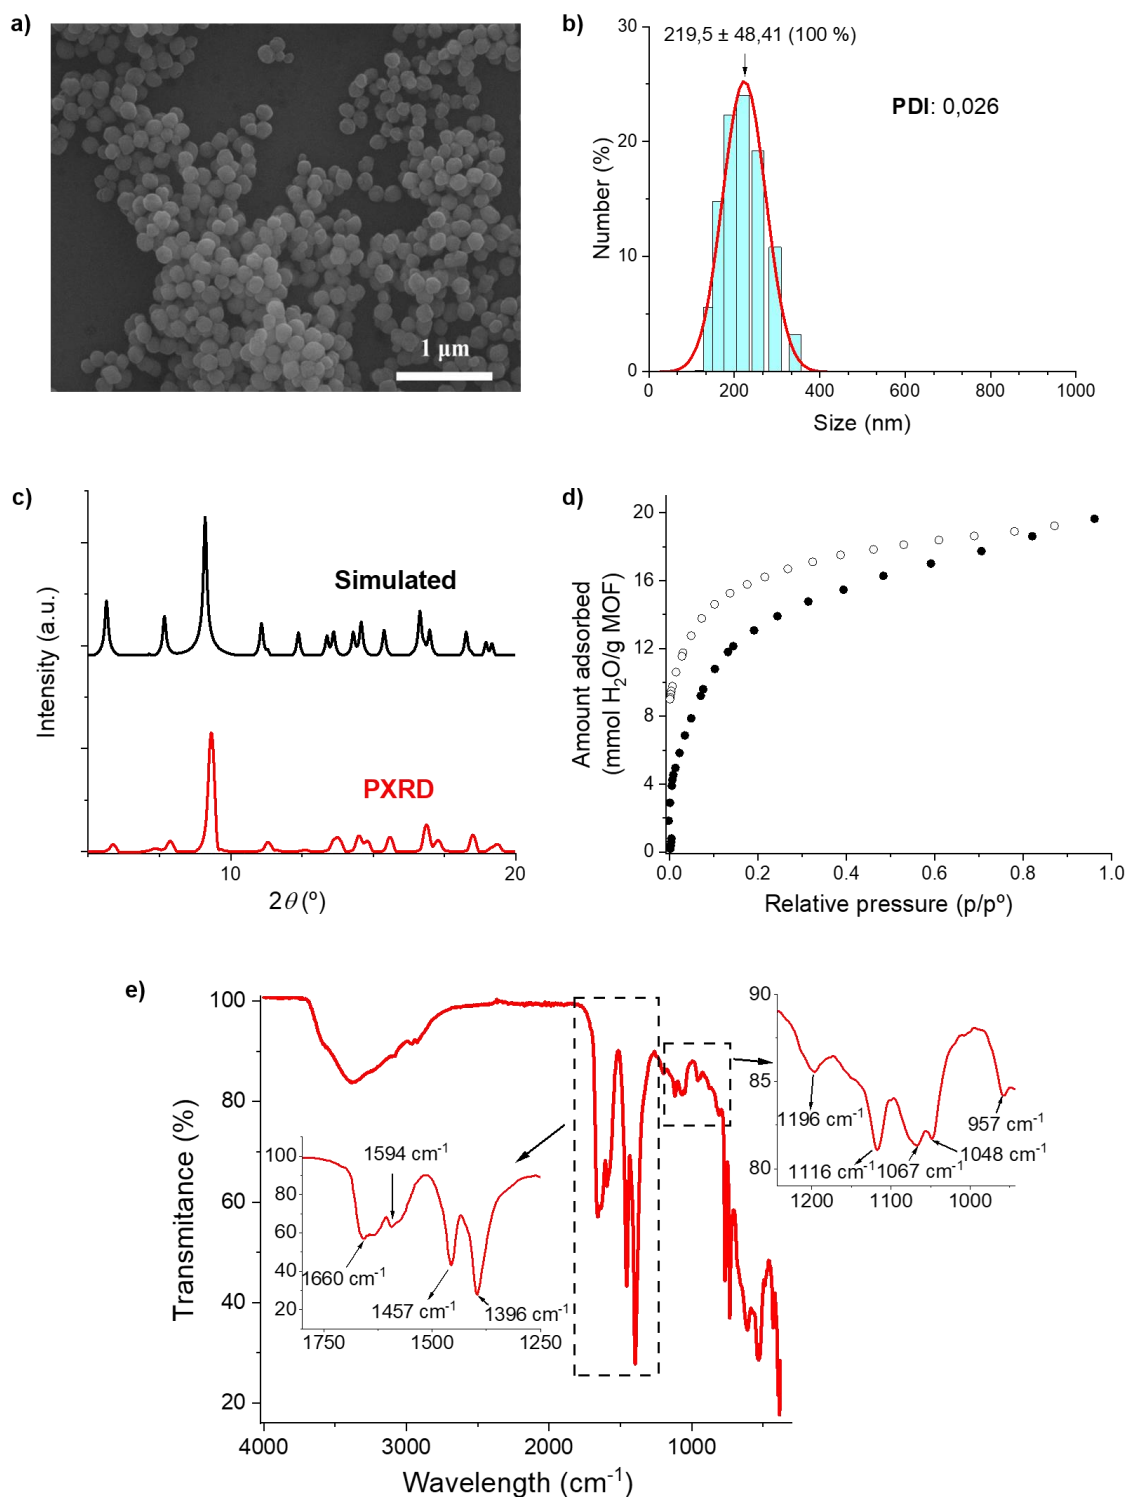 a)
1 µm
b)
219,5 ± 48,41 (100 %)
PDI: 0,026
30
20
10
0
Number (%)
0 200 400 600 800 1000
Size (nm)
c)
Simulated
PXRD
Intensity (a.u.)
10 20
2θ (º)
d)
20
16
12
8
4
0
Amount adsorbed
(mmol H₂O/g MOF)
0.0 0.2 0.4 0.6 0.8 1.0
Relative pressure (p/pº)
e)
100
80
60
40
20
Transmitance (%)
4000 3000 2000 1000
Wavelength (cm⁻¹)
100
80
60
40
20
1594 cm⁻¹
1660 cm⁻¹
1457 cm⁻¹
1396 cm⁻¹
1750 1500 1250
90
85
80
1196 cm⁻¹
957 cm⁻¹
1048 cm⁻¹
1116 cm⁻¹
1067 cm⁻¹
1200 1100 1000